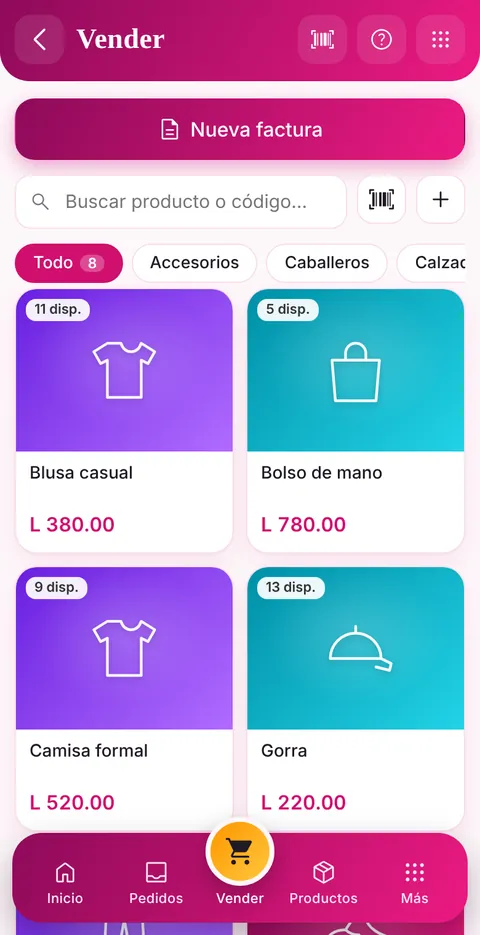 Vender
Nueva factura
Buscar producto o código...
Todo 8
Accesorios
Caballeros
Calzad
11 disp.
5 disp.
Blusa casual
Bolso de mano
L 380.00
L 780.00
9 disp.
13 disp.
Camisa formal
Gorra
L 520.00
L 220.00
Inicio
Pedidos
Vender
Productos
Más